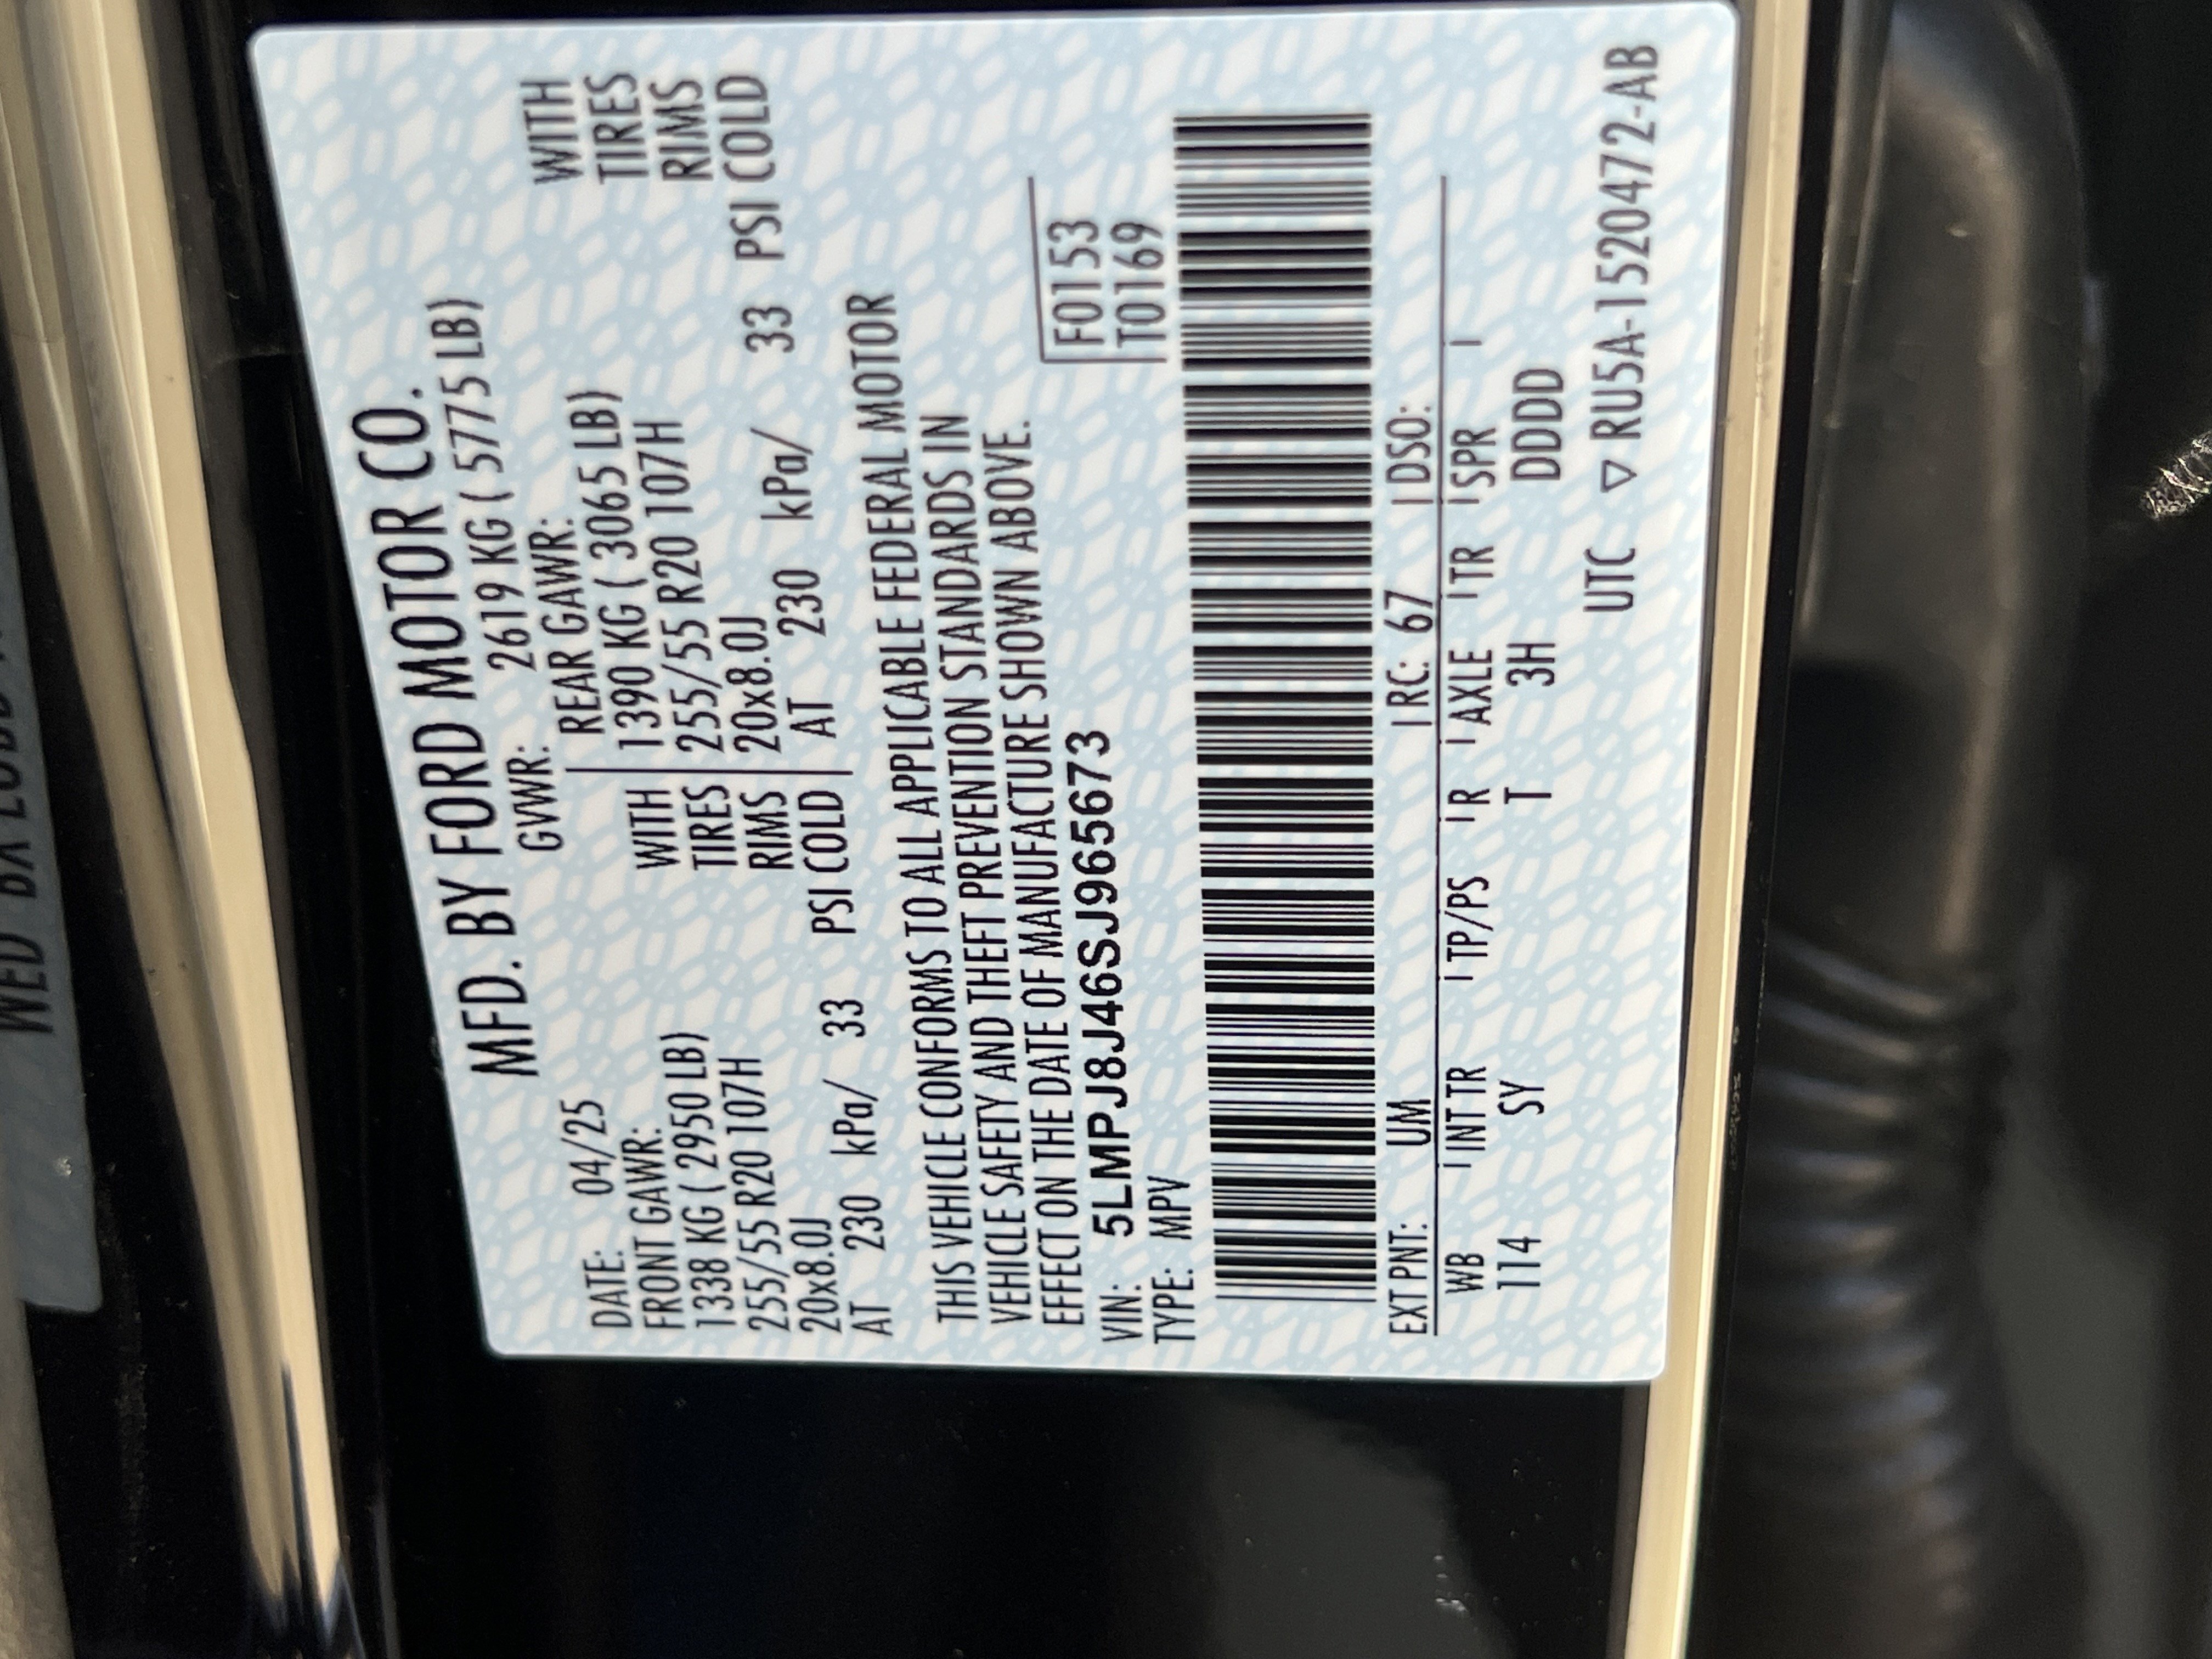 MFD. BY FORD MOTOR CO.
DATE: 04/25 GVWR: 2619 KG ( 5775 LB)
FRONT GAWR: REAR GAWR:
1338 KG ( 2950 LB) WITH 1390 KG ( 3065 LB) WITH
255/55 R20 107H TIRES 255/55 R20 107H TIRES
20x8.0J RIMS 20x8.0J RIMS
AT 230 kPa/ 33 PSI COLD AT 230 kPa/ 33 PSI COLD
THIS VEHICLE CONFORMS TO ALL APPLICABLE FEDERAL MOTOR
VEHICLE SAFETY AND THEFT PREVENTION STANDARDS IN
EFFECT ON THE DATE OF MANUFACTURE SHOWN ABOVE.
VIN: 5LMPJ8J46SJ965673 F0153
TYPE: MPV T0169
EXT PNT: UM RC: 67 DSO:
WB INT TR TP/PS R AXLE TR SPR
114 SY T 3H DDDD
UTC ▽ RU5A-1520472-AB